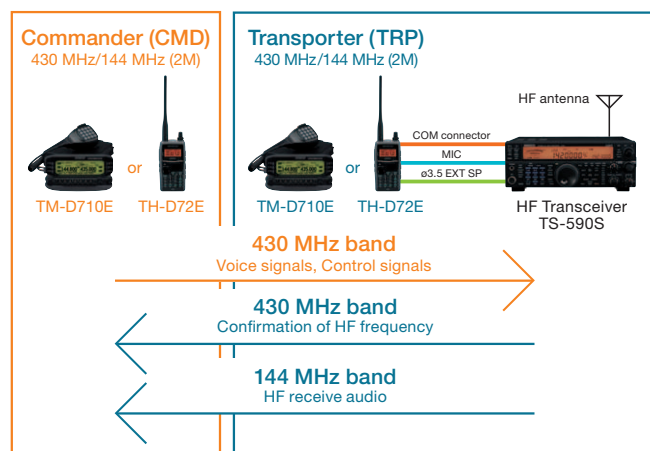 Commander (CMD)
430 MHz/144 MHz (2M)
Transporter (TRP)
430 MHz/144 MHz (2M)
HF antenna
COM connector
MIC
ø3.5 EXT SP
or
or
TM-D710E
TH-D72E
TM-D710E
TH-D72E
HF Transceiver
TS-590S
430 MHz band
Voice signals, Control signals
430 MHz band
Confirmation of HF frequency
144 MHz band
HF receive audio